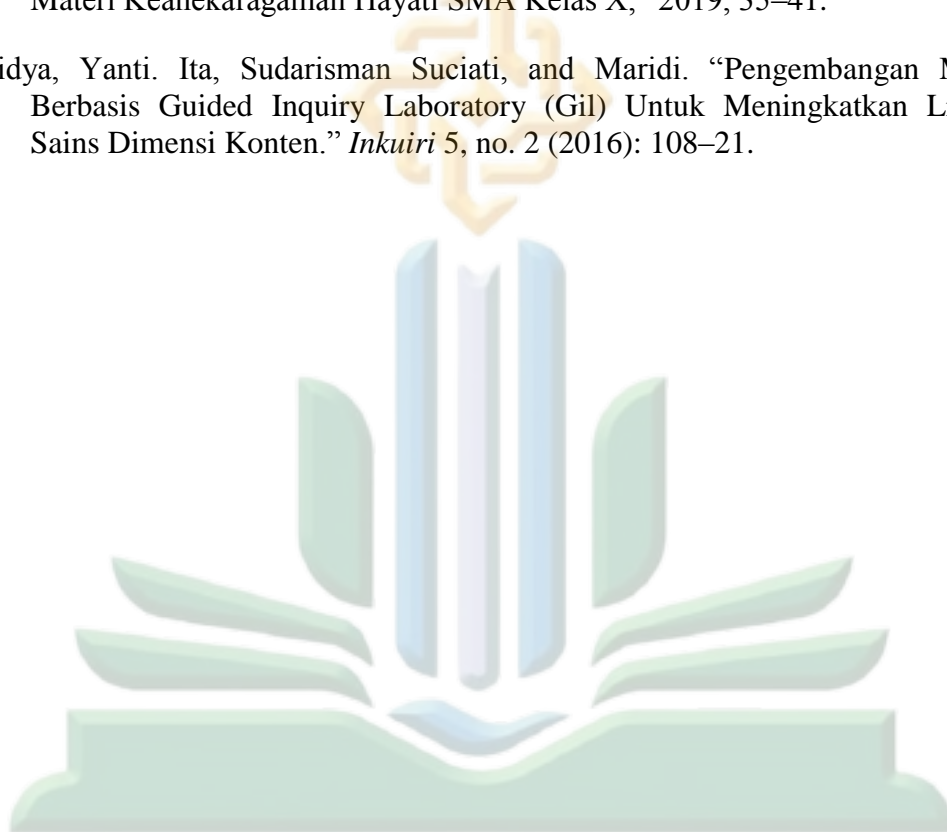 Materi Keanekaragaman Hayati SMA Kelas X,” 2019, 35–41.
idya, Yanti. Ita, Sudarisman Suciati, and Maridi. “Pengembangan
Berbasis Guided Inquiry Laboratory (Gil) Untuk Meningkatkan
Sains Dimensi Konten.” Inkuiri 5, no. 2 (2016): 108–21.